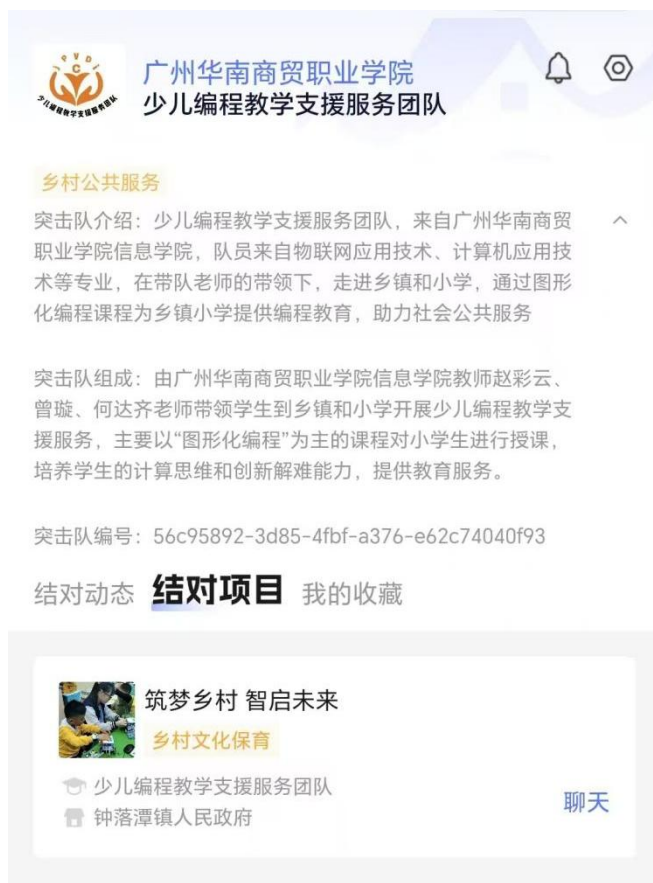 广州华南商贸职业学院
少儿编程教学支援服务团队
乡村公共服务
突击队介绍：少儿编程教学支援服务团队，来自广州华南商贸
职业学院信息学院，队员来自物联网应用技术、计算机应用技
术等专业，在带队老师的带领下，走进乡镇和小学，通过图形
化编程课程为乡镇小学提供编程教育，助力社会公共服务
突击队组成：由广州华南商贸职业学院信息学院教师赵彩云、
曾璇、何达齐老师带领学生到乡镇和小学开展少儿编程教学支
援服务，主要以“图形化编程”为主的课程对小学生进行授课，
培养学生的计算思维和创新解难能力，提供教育服务。
突击队编号：56c95892-3d85-4fbf-a376-e62c74040f93
结对动态 结对项目 我的收藏
筑梦乡村 智启未来
乡村文化保育
少儿编程教学支援服务团队
钟落潭镇人民政府
聊天